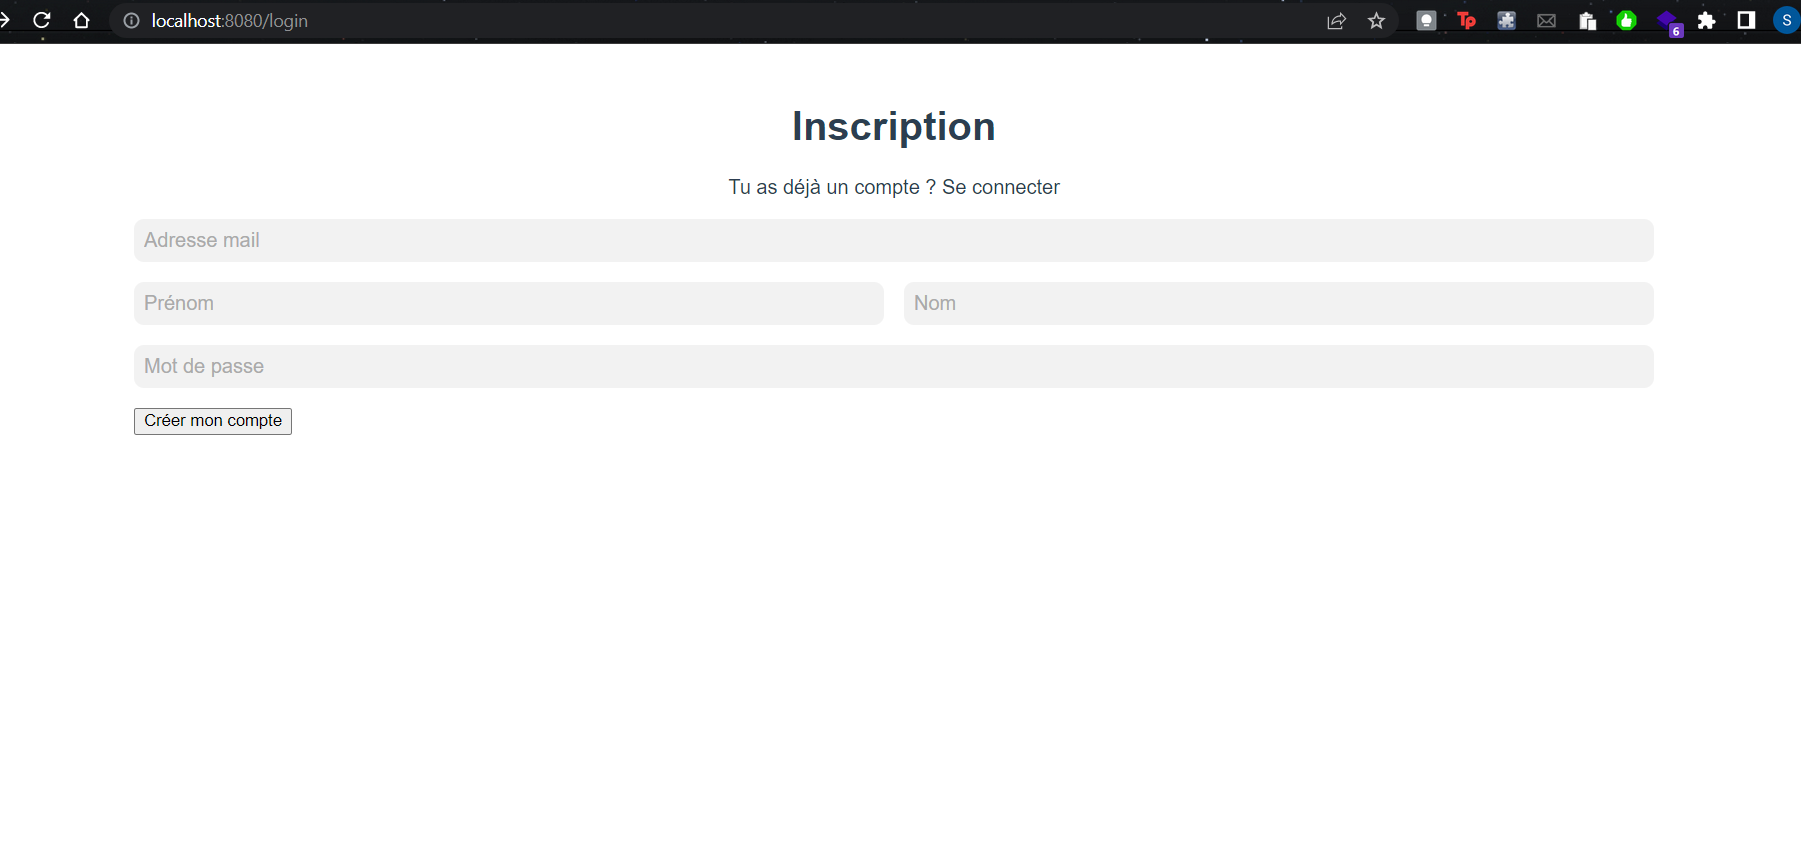 localhost:8080/login
Tp
6
S
Inscription
Tu as déjà un compte ? Se connecter
Adresse mail
Prénom
Nom
Mot de passe
Créer mon compte